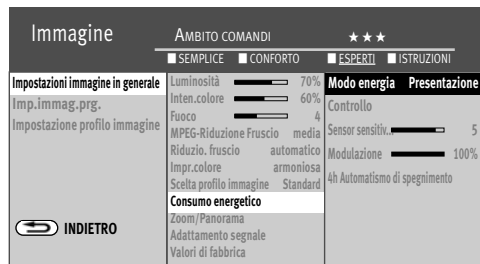 Immagine
AMBITO COMANDI
★★★
SEMPLICE CONFORTO ESPERTI ISTRUZIONI
Impostazioni immagine in generale
Imp.immag.prg.
Impostazione profilo immagine
INDIETRO
Luminosità 70%
Inten.colore 60%
Fuoco 4
MPEG-Riduzione Fruscio media
Riduzio. fruscio automatico
Impr.colore armoniosa
Scelta profilo immagine Standard
Consumo energetico
Zoom/Panorama
Adattamento segnale
Valori di fabbrica
Modo energia Presentazione
Controllo
Sensor sensitiv.. 5
Modulazione 100%
4h Automatismo di spegnimento